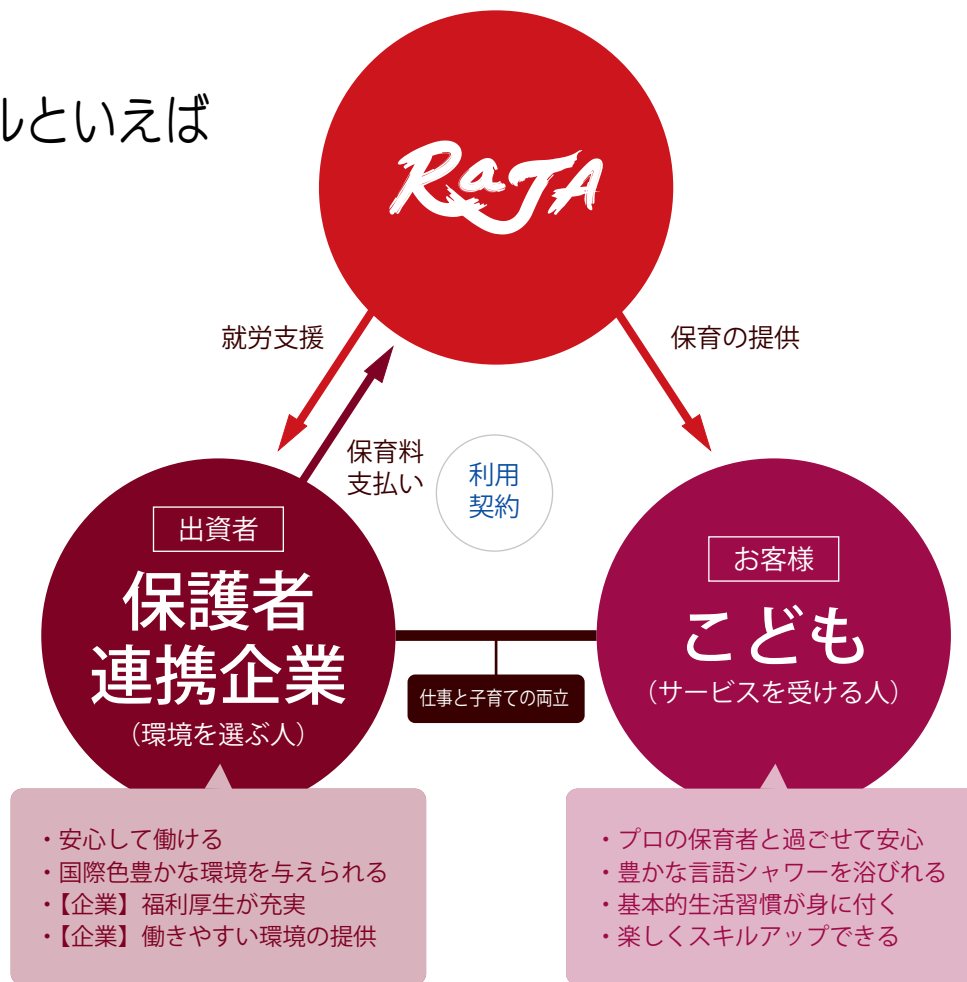 ルといえば
RaJA
就労支援
保育の提供
保育料
支払い
利用
契約
出資者
保護者
連携企業
（環境を選ぶ人）
仕事と子育ての両立
お客様
こども
（サービスを受ける人）
・安心して働ける
・国際色豊かな環境を与えられる
・【企業】福利厚生が充実
・【企業】働きやすい環境の提供
・プロの保育者と過ごせて安心
・豊かな言語シャワーを浴びれる
・基本的生活習慣が身に付く
・楽しくスキルアップできる